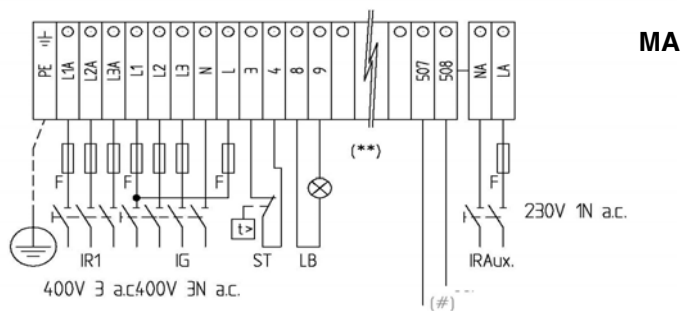 MA
PE L1A L2A L3A L1 L2 L3 N L 3 4 8 9 507 508 NA LA
(**)
F F F F
t>
230V 1N a.c.
IR1 IG ST LB IRAux.
400V 3 a.c.400V 3N a.c.
(#)